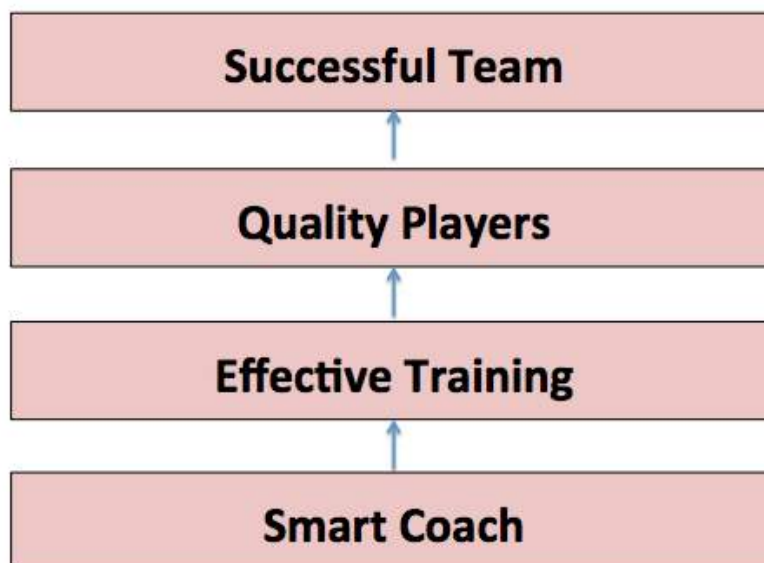 Successful Team
Quality Players
Effective Training
Smart Coach